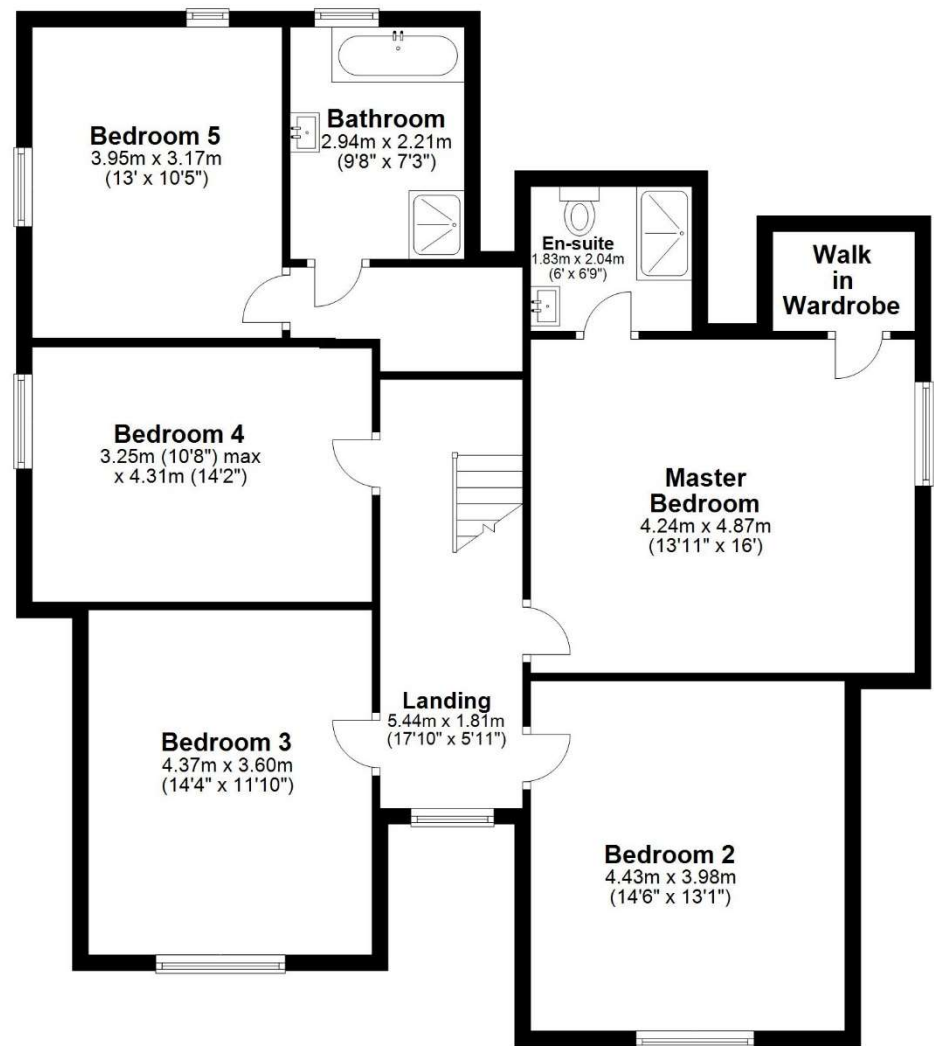 Bedroom 5
3.95m x 3.17m
(13' x 10'5")
Bathroom
2.94m x 2.21m
(9'8" x 7'3")
En-suite
1.83m x 2.04m
(6' x 6'9")
Walk
in
Wardrobe
Bedroom 4
3.25m (10'8") max
x 4.31m (14'2")
Master
Bedroom
4.24m x 4.87m
(13'11" x 16')
Landing
5.44m x 1.81m
(17'10" x 5'11")
Bedroom 3
4.37m x 3.60m
(14'4" x 11'10")
Bedroom 2
4.43m x 3.98m
(14'6" x 13'1")